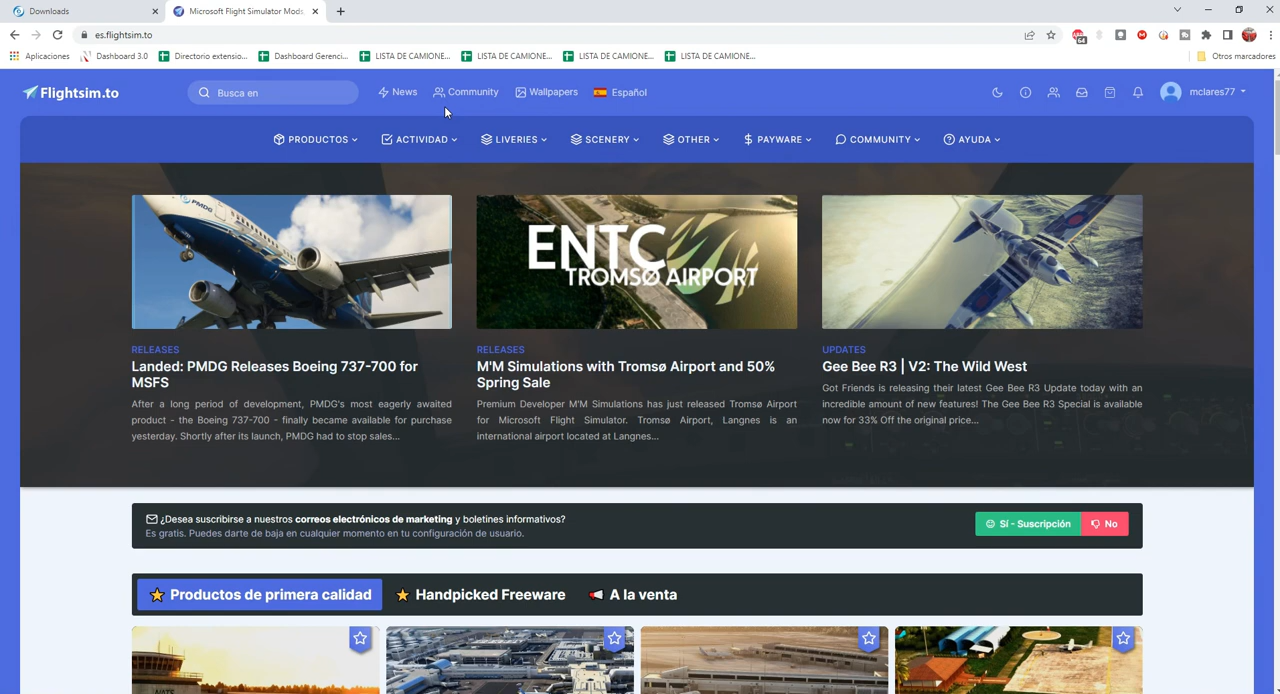 Downloads
Microsoft Flight Simulator Mods
es.flightsim.to
64
Aplicaciones
Dashboard 3.0
Directorio extensio...
Dashboard Gerenci...
LISTA DE CAMIONE...
LISTA DE CAMIONE...
LISTA DE CAMIONE...
LISTA DE CAMIONE...
Otros marcadores
Flightsim.to
Busca en
News
Community
Wallpapers
Español
mclares77
PRODUCTOS
ACTIVIDAD
LIVERIES
SCENERY
OTHER
PAYWARE
COMMUNITY
AYUDA
PMDG
ENTC
TROMSØ AIRPORT
RELEASES
Landed: PMDG Releases Boeing 737-700 for
MSFS
After a long period of development, PMDG's most eagerly awaited
product - the Boeing 737-700 - finally became available for purchase
yesterday. Shortly after its launch, PMDG had to stop sales...
RELEASES
M'M Simulations with Tromsø Airport and 50%
Spring Sale
Premium Developer M'M Simulations has just released Tromsø Airport
for Microsoft Flight Simulator. Tromsø Airport, Langnes is an
international airport located at Langnes...
UPDATES
Gee Bee R3 | V2: The Wild West
Got Friends is releasing their latest Gee Bee R3 Update today with an
incredible amount of new features! The Gee Bee R3 Special is available
now for 33% Off the original price...
¿Desea suscribirse a nuestros correos electrónicos de marketing y boletines informativos?
Es gratis. Puedes darte de baja en cualquier momento en tu configuración de usuario.
Sí - Suscripción
No
Productos de primera calidad
Handpicked Freeware
A la venta